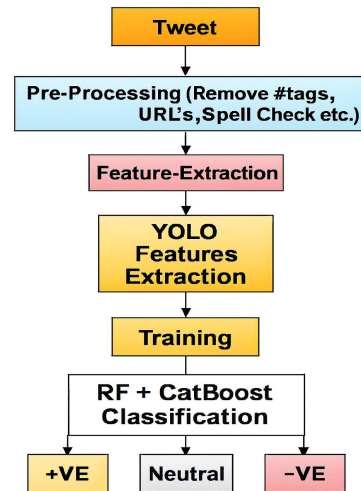 Tweet
Pre-Processing (Remove #tags,
URL's, Spell Check etc.)
Feature-Extraction
YOLO
Features
Extraction
Training
RF + CatBoost
Classification
+VE Neutral −VE